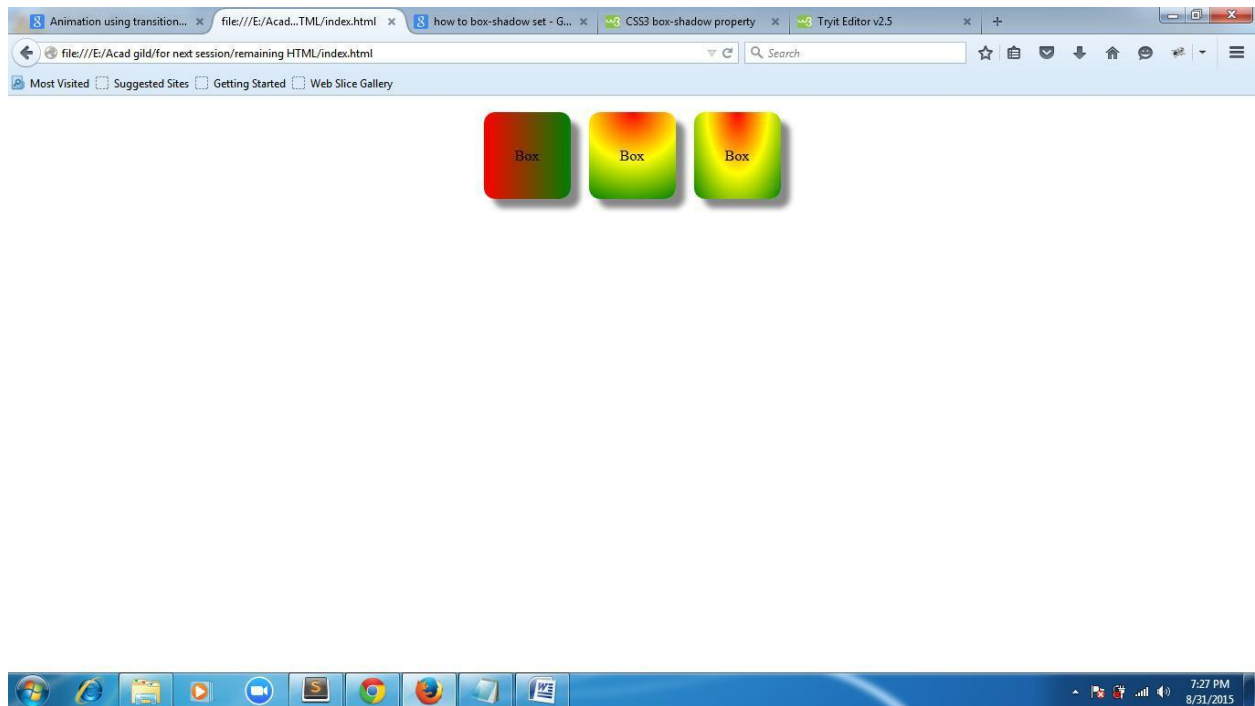 Animation using transition... file:///E:/Acad...TML/index.html how to box-shadow set - G... CSS3 box-shadow property Tryit Editor v2.5
file:///E:/Acad gild/for next session/remaining HTML/index.html Search
Most Visited Suggested Sites Getting Started Web Slice Gallery
Box Box Box
7:27 PM
8/31/2015